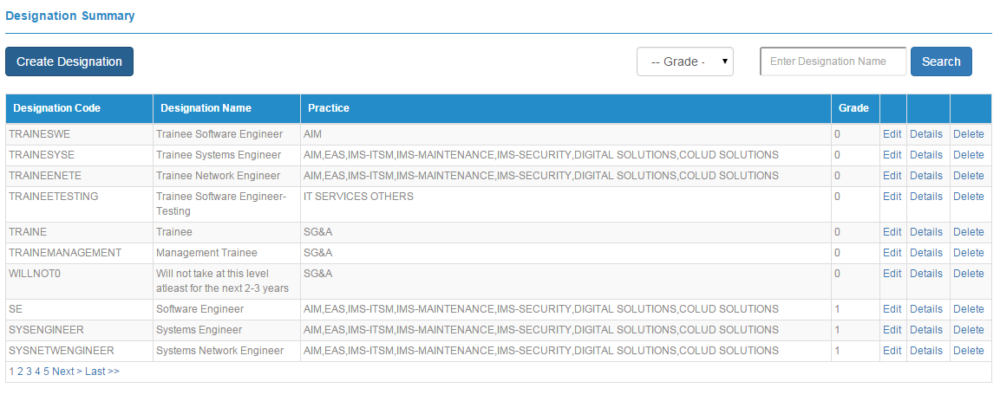 Designation Summary
Create Designation -- Grade - Enter Designation Name Search
Designation Code Designation Name Practice Grade
TRAINESWE Trainee Software Engineer AIM 0 Edit Details Delete
TRAINESYSE Trainee Systems Engineer AIM,EAS,IMS-ITSM,IMS-MAINTENANCE,IMS-SECURITY,DIGITAL SOLUTIONS,COLUD SOLUTIONS 0 Edit Details Delete
TRAINEENETE Trainee Network Engineer AIM,EAS,IMS-ITSM,IMS-MAINTENANCE,IMS-SECURITY,DIGITAL SOLUTIONS,COLUD SOLUTIONS 0 Edit Details Delete
TRAINEETESTING Trainee Software Engineer- IT SERVICES OTHERS 0 Edit Details Delete
Testing
TRAINE Trainee SG&A 0 Edit Details Delete
TRAINEMANAGEMENT Management Trainee SG&A 0 Edit Details Delete
WILLNOT0 Will not take at this level SG&A 0 Edit Details Delete
atleast for the next 2-3 years
SE Software Engineer AIM,EAS,IMS-ITSM,IMS-MAINTENANCE,IMS-SECURITY,DIGITAL SOLUTIONS,COLUD SOLUTIONS 1 Edit Details Delete
SYSENGINEER Systems Engineer AIM,EAS,IMS-ITSM,IMS-MAINTENANCE,IMS-SECURITY,DIGITAL SOLUTIONS,COLUD SOLUTIONS 1 Edit Details Delete
SYSNETWENGINEER Systems Network Engineer AIM,EAS,IMS-ITSM,IMS-MAINTENANCE,IMS-SECURITY,DIGITAL SOLUTIONS,COLUD SOLUTIONS 1 Edit Details Delete
1 2 3 4 5 Next > Last >>